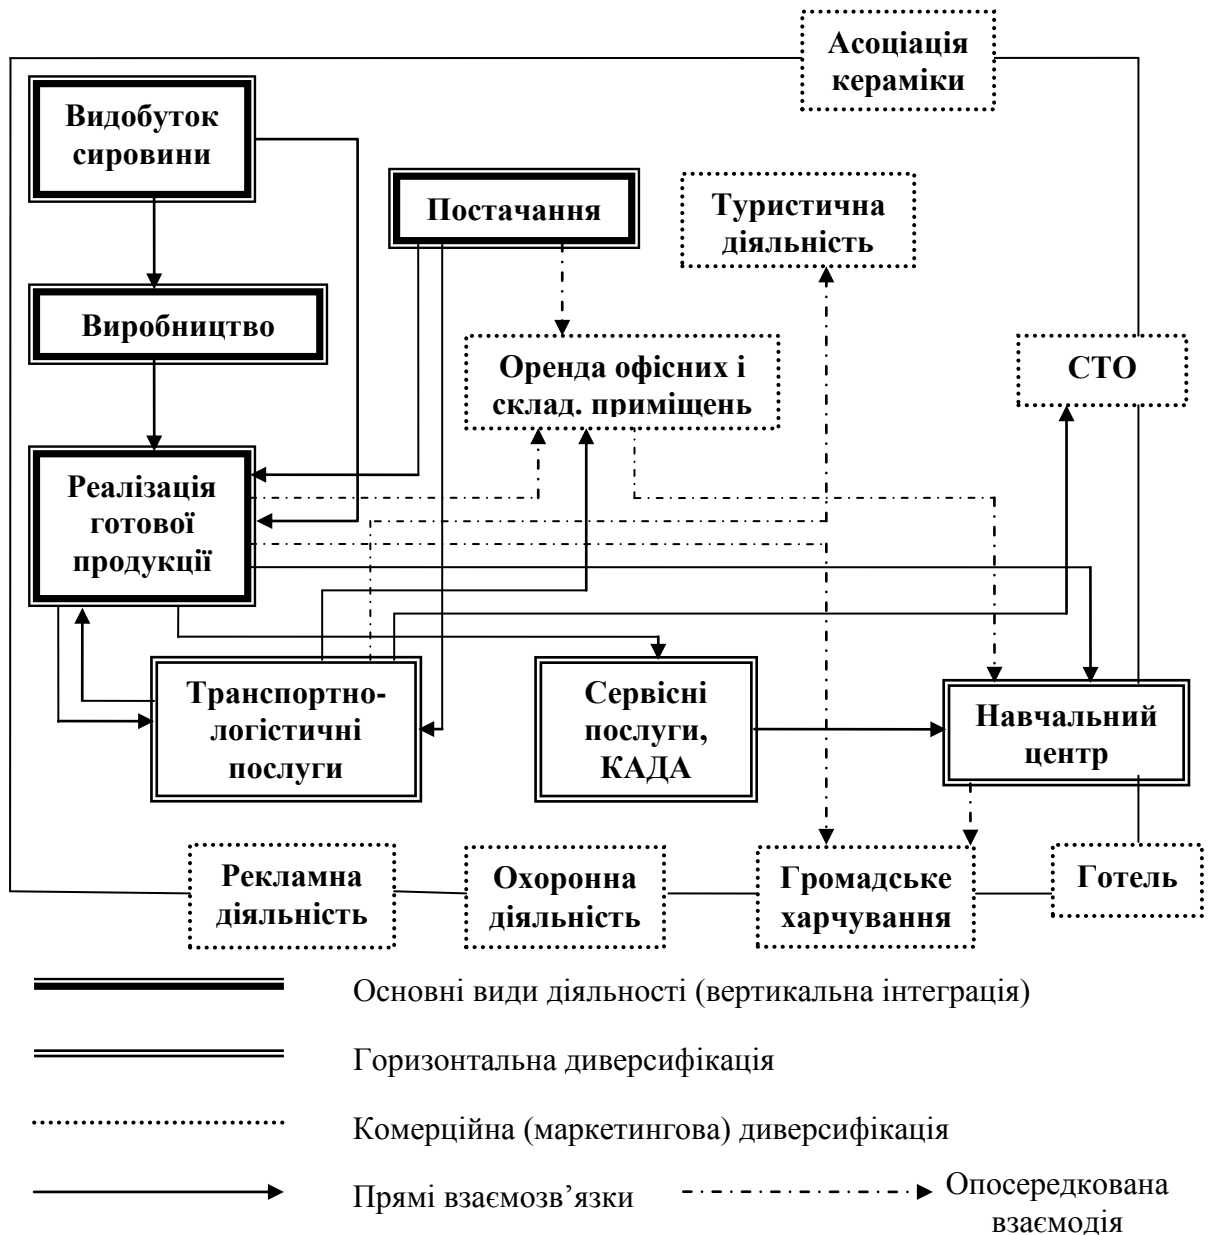 Асоціація
кераміки
Видобуток
сировини
Постачання
Туристична
діяльність
Виробництво
Оренда офісних і
склад. приміщень
СТО
Реалізація
готової
продукції
Транспортно-
логістичні
послуги
Сервісні
послуги,
КАДА
Навчальний
центр
Рекламна
діяльність
Охоронна
діяльність
Громадське
харчування
Готель
Основні види діяльності (вертикальна інтеграція)
Горизонтальна диверсифікація
Комерційна (маркетингова) диверсифікація
Прямі взаємозв’язки
Опосередкована
взаємодія